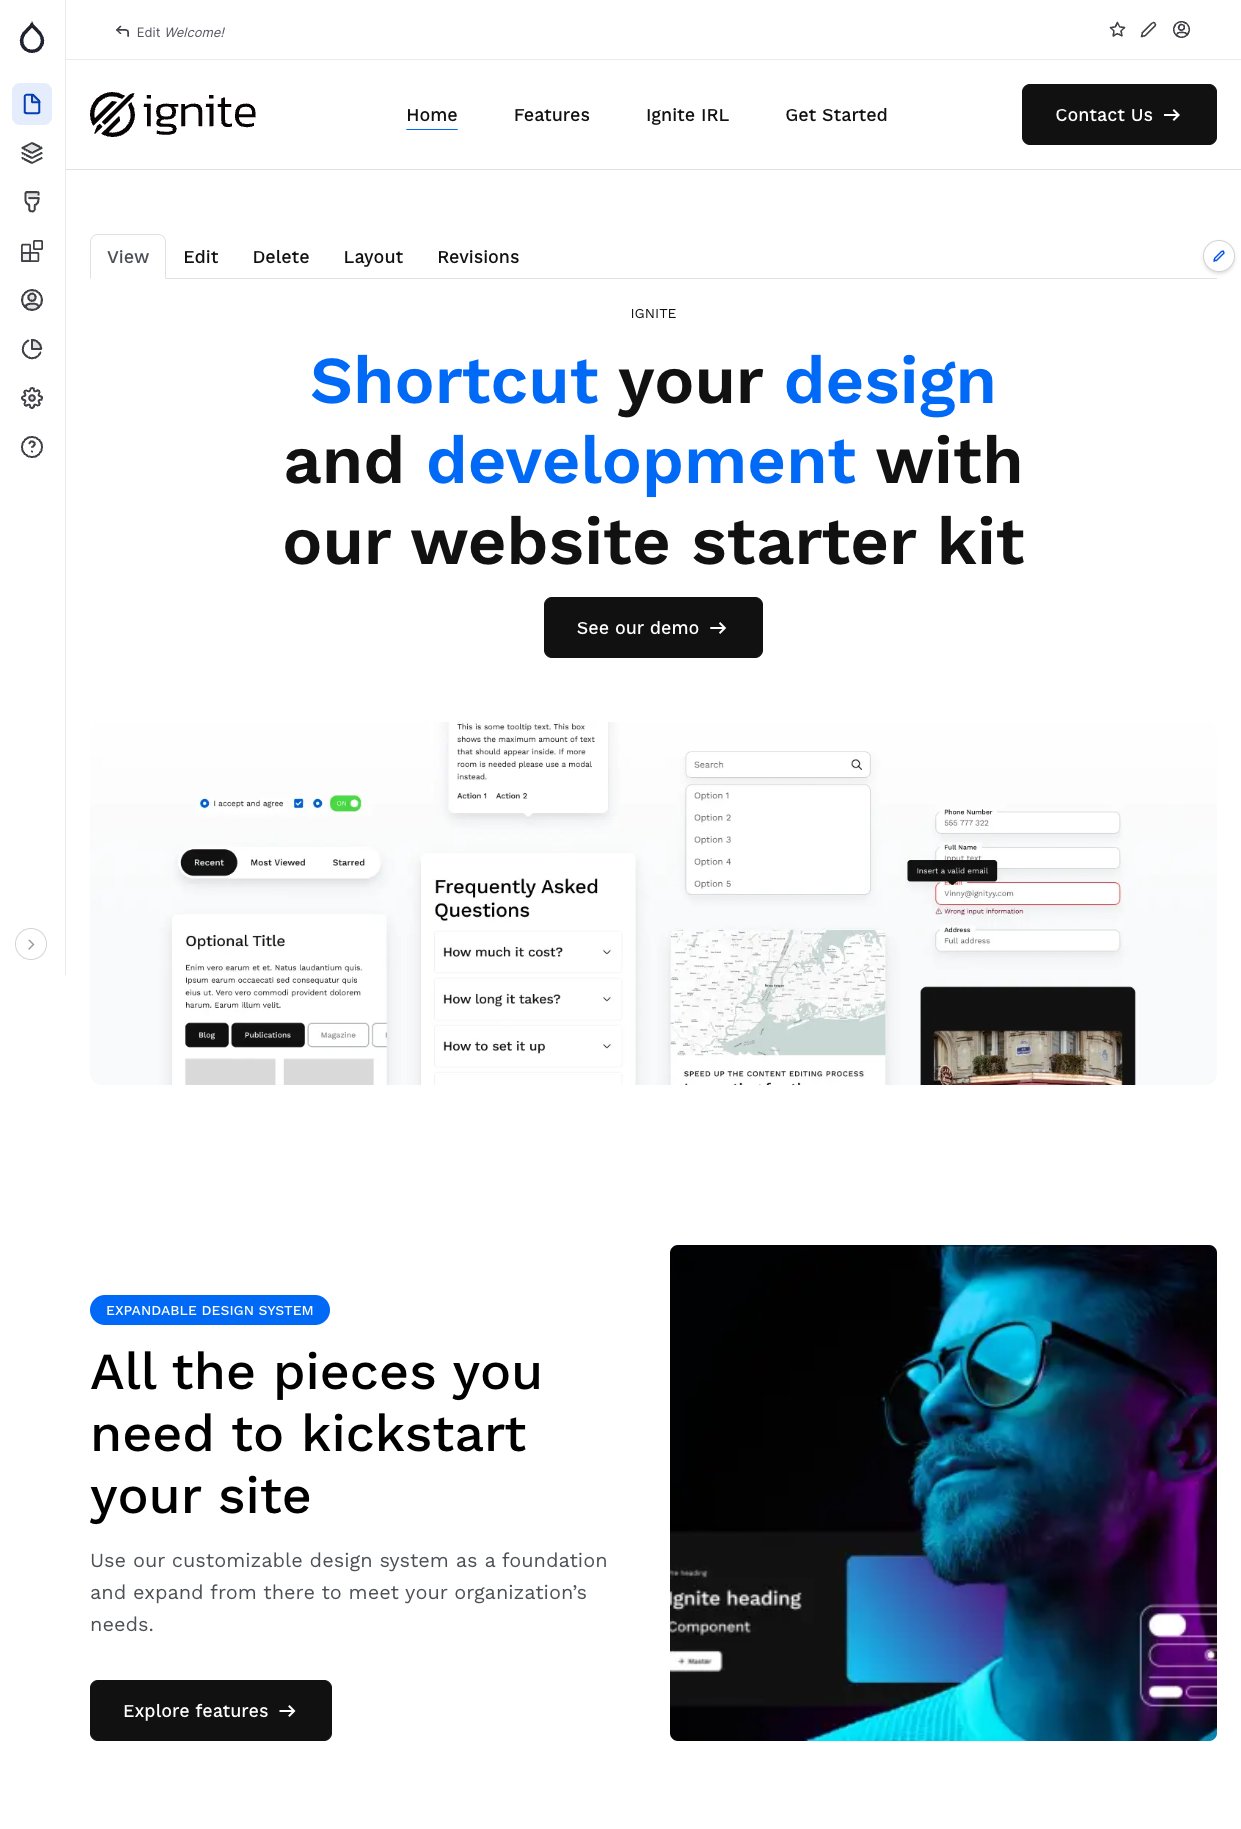 Edit Welcome!
ignite
Home
Features
Ignite IRL
Get Started
Contact Us
View
Edit
Delete
Layout
Revisions
IGNITE
Shortcut your design
and development with
our website starter kit
See our demo
I accept and agree
ON
Recent
Most Viewed
Starred
Optional Title
Enim vero earum et et. Natus laudantium quis.
Ipsum earum occaecati sed consequatur quis
eius ut. Vero vero commodi provident dolorem
harum. Earum illum velit.
Blog
Publications
Magazine
This is some tooltip text. This box
shows the maximum amount of text
that should appear inside. If more
room is needed please use a modal
instead.
Action 1
Action 2
Frequently Asked
Questions
How much it cost?
How long it takes?
How to set it up
Search
Option 1
Option 2
Option 3
Option 4
Option 5
SPEED UP THE CONTENT EDITING PROCESS
Phone Number
555 777 322
Full Name
Input text
Insert a valid email
Email
Vinny@ignityy.com
Wrong input information
Address
Full address
EXPANDABLE DESIGN SYSTEM
All the pieces you
need to kickstart
your site
Use our customizable design system as a foundation
and expand from there to meet your organization’s
needs.
Explore features
heading
Ignite heading
Component
Master